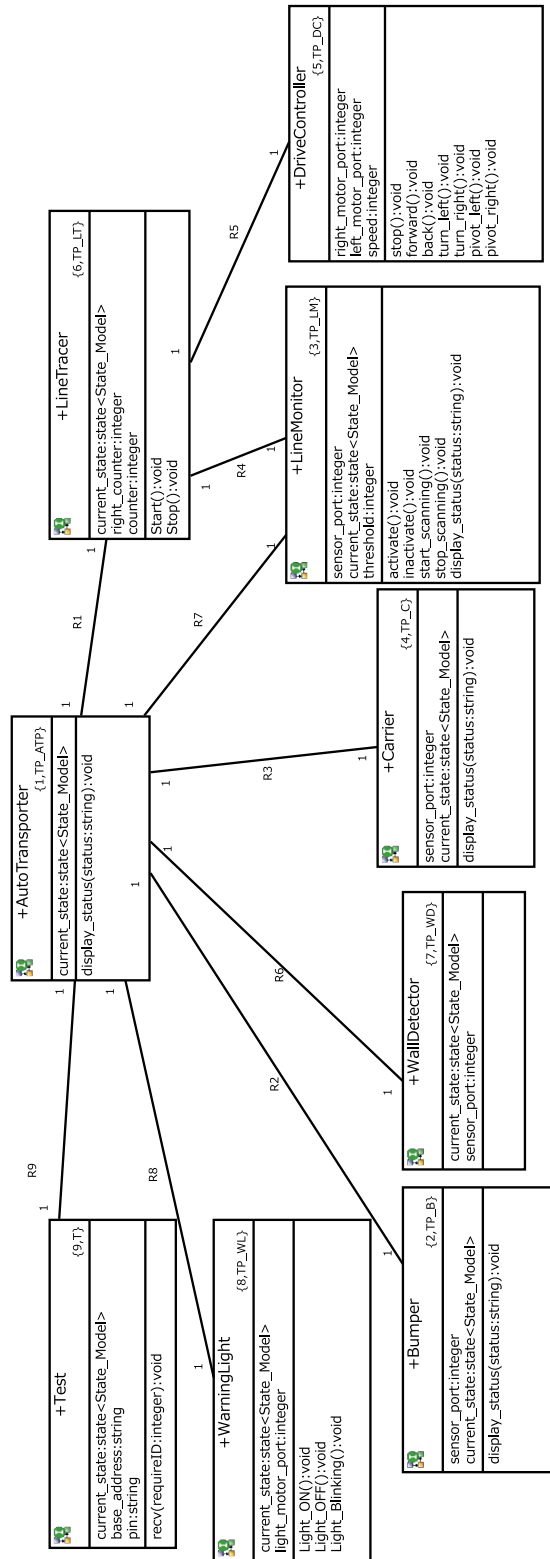 +Test
{9,T}
current_state:state<State_Model>
base_address:string
pin:string
recv(requireID:integer):void
+AutoTransporter
{1,TP_ATP}
current_state:state<State_Model>
display_status(status:string):void
+LineTracer
{6,TP_LT}
current_state:state<State_Model>
right_counter:integer
counter:integer
Start():void
Stop():void
R9
1
1
R1
1
1
R8
1
1
R2
1
1
R6
1
1
R3
1
1
R7
1
1
R4
1
1
R5
1
1
+WarningLight
{8,TP_WL}
current_state:state<State_Model>
light_motor_port:integer
Light_ON():void
Light_OFF():void
Light_Blinking():void
+Bumper
{2,TP_B}
sensor_port:integer
current_state:state<State_Model>
display_status(status:string):void
+WallDetector
{7,TP_WD}
current_state:state<State_Model>
sensor_port:integer
+Carrier
{4,TP_C}
sensor_port:integer
current_state:state<State_Model>
display_status(status:string):void
+LineMonitor
{3,TP_LM}
sensor_port:integer
current_state:state<State_Model>
threshold:integer
activate():void
inactivate():void
start_scanning():void
stop_scanning():void
display_status(status:string):void
+DriveController
{5,TP_DC}
right_motor_port:integer
left_motor_port:integer
speed:integer
stop():void
forward():void
back():void
turn_left():void
turn_right():void
pivot_left():void
pivot_right():void